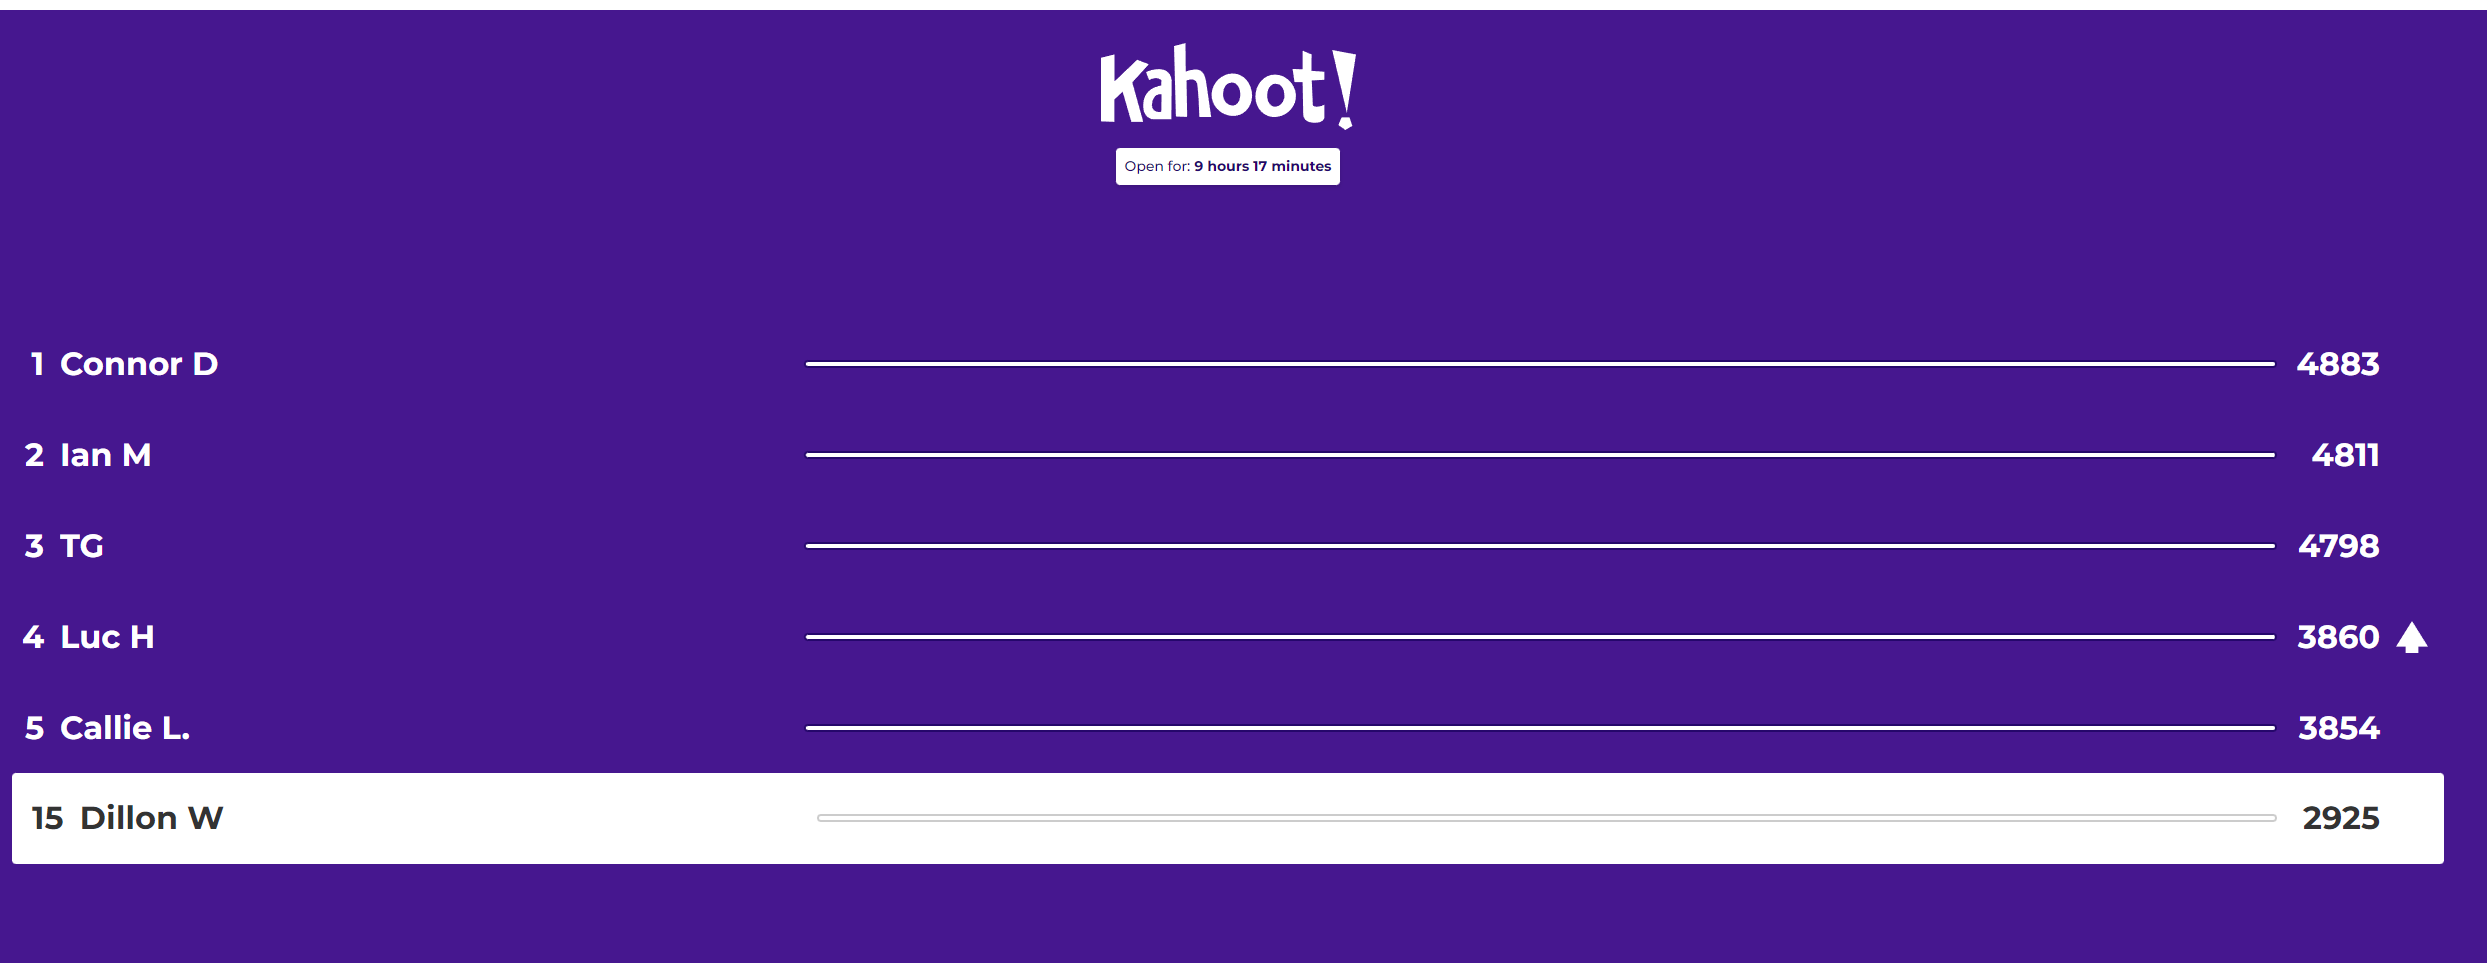 Kahoot!
Open for: 9 hours 17 minutes
1 Connor D 4883
2 Ian M 4811
3 TG 4798
4 Luc H 3860
5 Callie L. 3854
15 Dillon W 2925